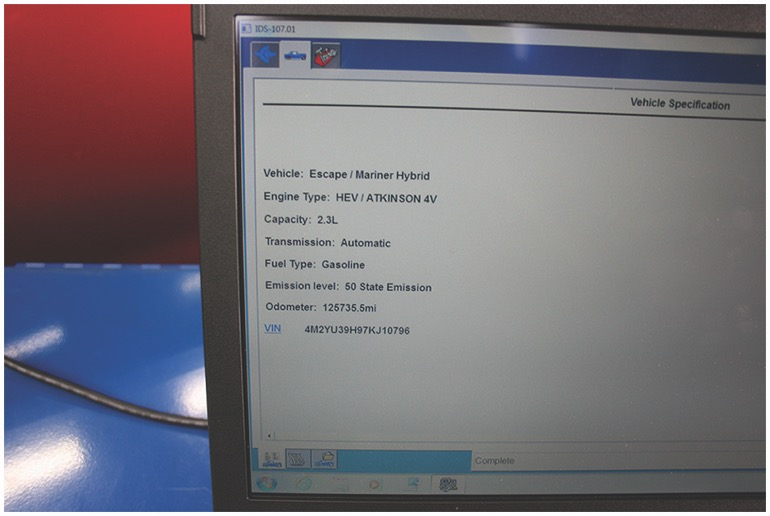 IDS-107.01
Vehicle Specification
Vehicle: Escape / Mariner Hybrid
Engine Type: HEV / ATKINSON 4V
Capacity: 2.3L
Transmission: Automatic
Fuel Type: Gasoline
Emission level: 50 State Emission
Odometer: 125735.5mi
VIN 4M2YU39H97KJ10796
Complete